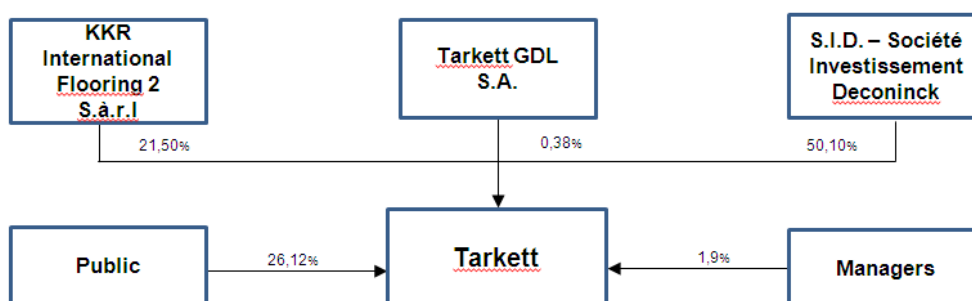 KKR
International
Flooring 2
S.à.r.l
Tarkett GDL
S.A.
S.I.D. – Société
Investissement
Deconinck
21,50%
0,38%
50,10%
Public
26,12%
Tarkett
1,9%
Managers